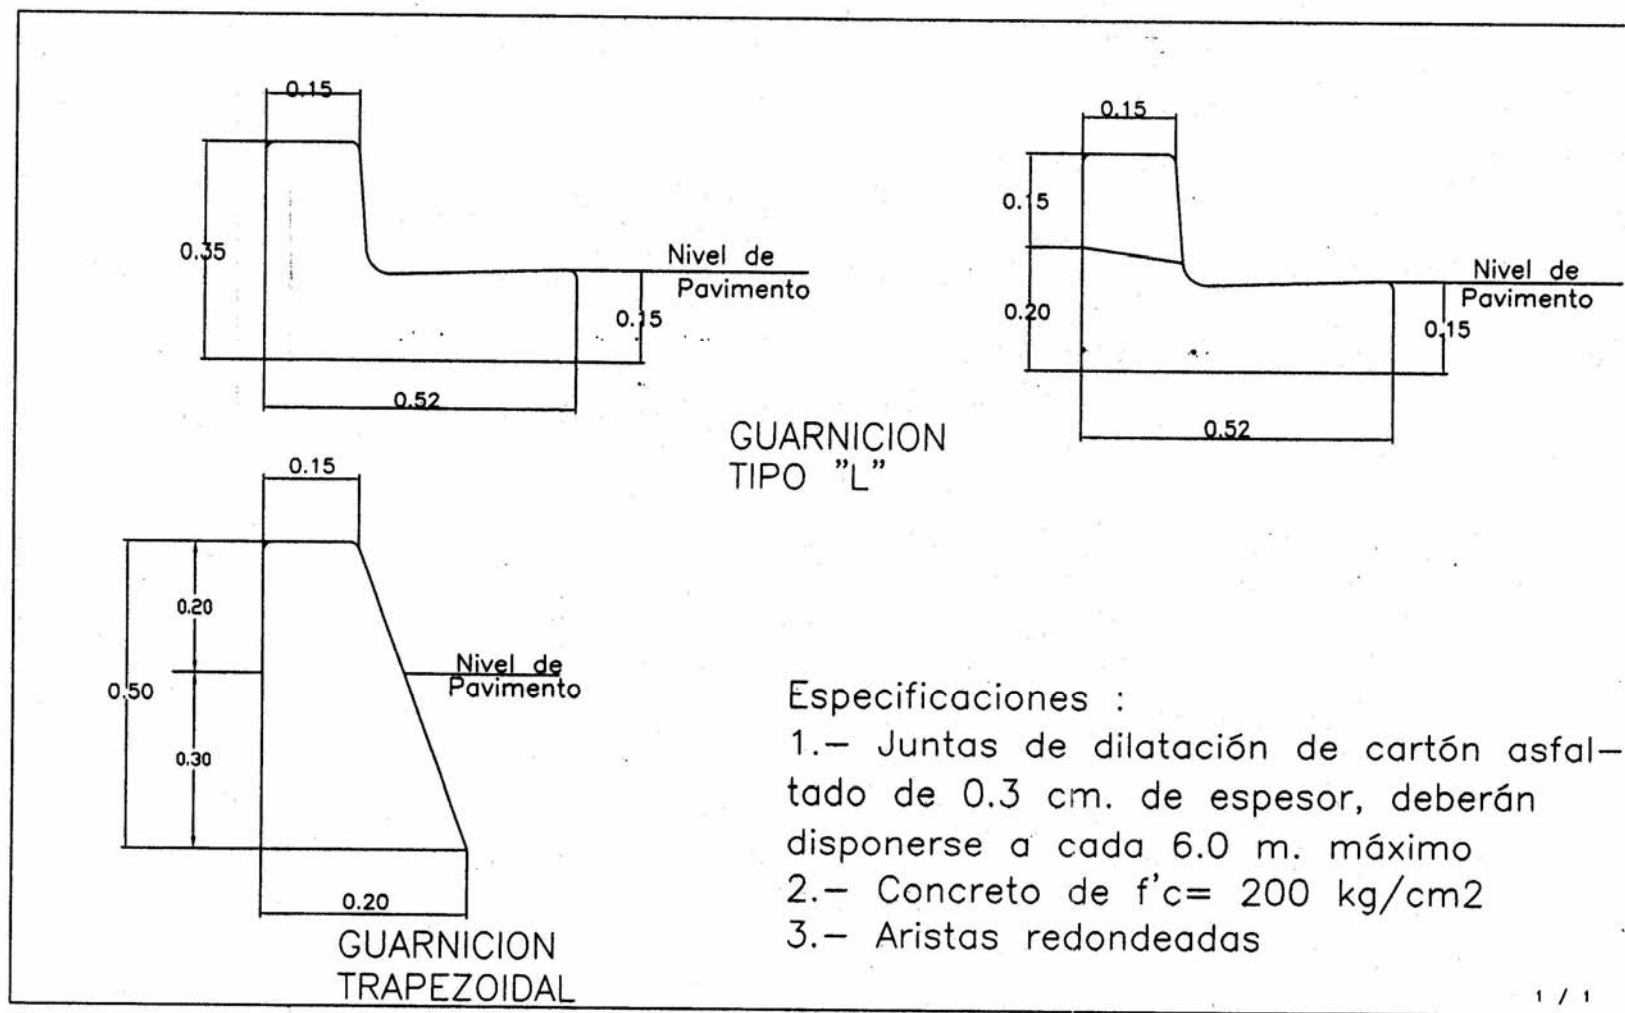 0.15
0.35
Nivel de
Pavimento
0.15
0.52
0.15
0.15
0.20
Nivel de
Pavimento
0.15
0.52
GUARNICION
TIPO "L"
0.15
0.20
0.50
0.30
Nivel de
Pavimento
0.20
GUARNICION
TRAPEZOIDAL
Especificaciones :
1.- Juntas de dilatación de cartón asfal-
tado de 0.3 cm. de espesor, deberán
disponerse a cada 6.0 m. máximo
2.- Concreto de f'c= 200 kg/cm2
3.- Aristas redondeadas
1 / 1